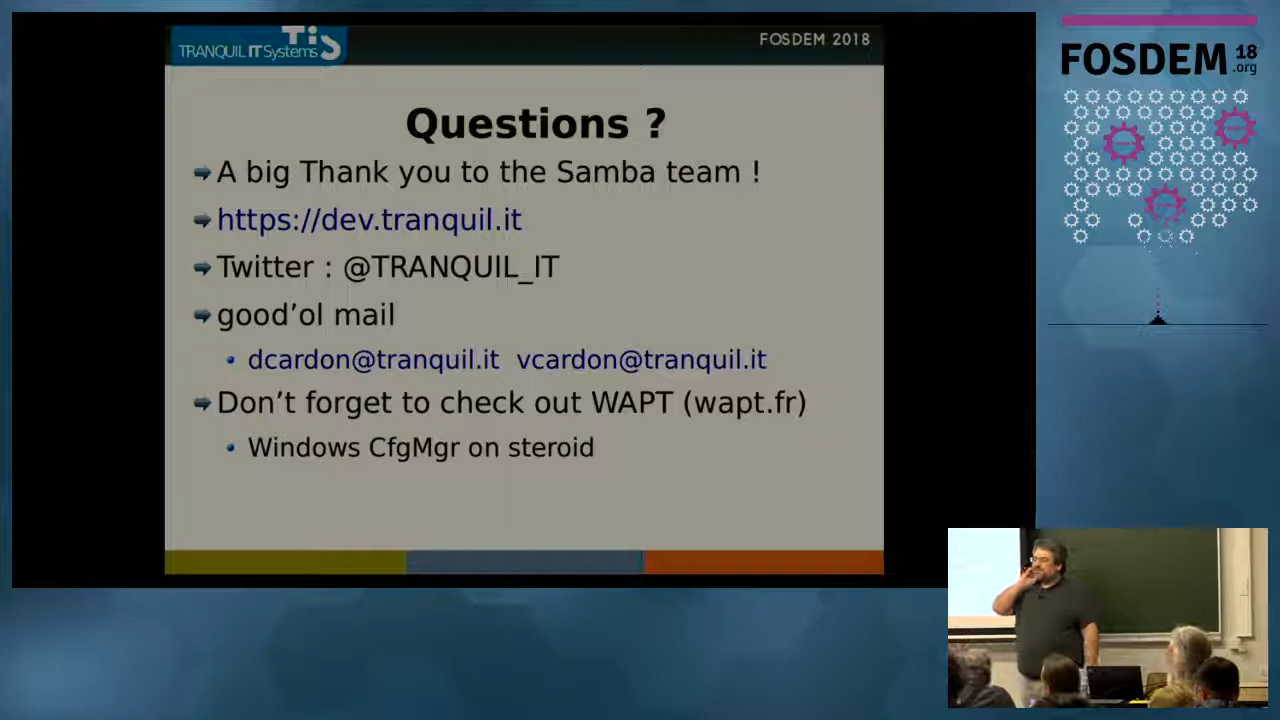 TRANQUIL IT Systems TiS
FOSDEM 2018
Questions ?
A big Thank you to the Samba team !
https://dev.tranquil.it
Twitter : @TRANQUIL_IT
good’ol mail
dcardon@tranquil.it vcardon@tranquil.it
Don’t forget to check out WAPT (wapt.fr)
Windows CfgMgr on steroid
FOSDEM 18 .org